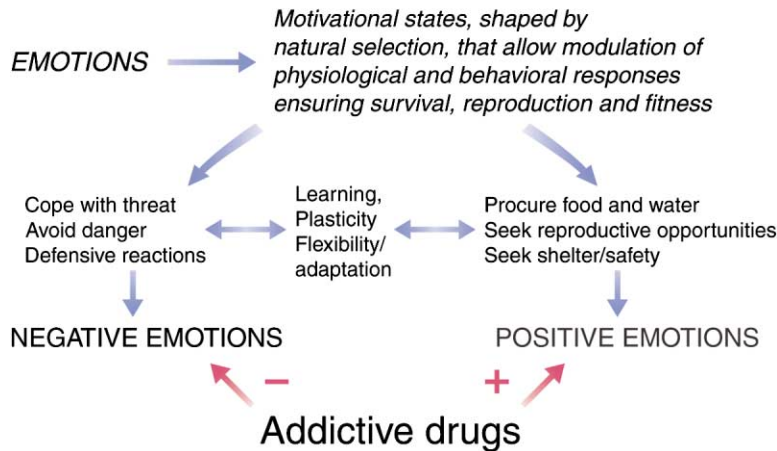 EMOTIONS
Motivational states, shaped by
natural selection, that allow modulation of
physiological and behavioral responses
ensuring survival, reproduction and fitness
Cope with threat
Avoid danger
Defensive reactions
Learning,
Plasticity
Flexibility/
adaptation
Procure food and water
Seek reproductive opportunities
Seek shelter/safety
NEGATIVE EMOTIONS
POSITIVE EMOTIONS
−
+
Addictive drugs